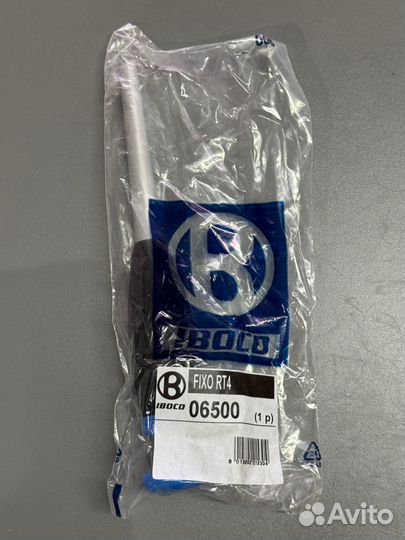 IBOCO
FIXO RT4
IBOCO
06500
(1 p)
Avito